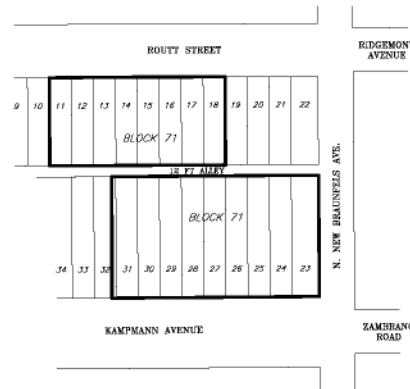 ROUTT STREET
RIDGEMONT
AVENUE
9 10 11 12 13 14 15 16 17 18 19 20 21 22
BLOCK 71
12 FT ALLEY
BLOCK 71
N. NEW BRAUNFELS AVE.
34 33 32 31 30 29 28 27 26 25 24 23
KAMPMANN AVENUE
ZAMBRANO
ROAD